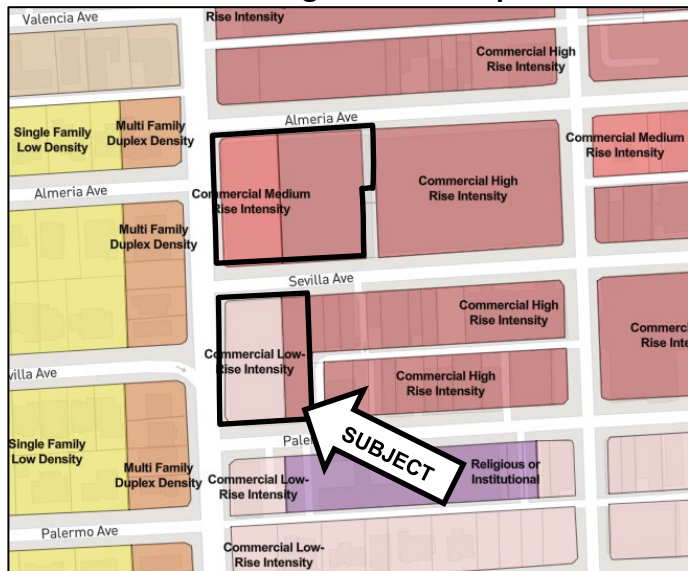 Valencia Ave
Rise Intensity
Commercial High
Rise Intensity
Almeria Ave
Single Family
Low Density
Multi Family
Duplex Density
Commercial Medium
Rise Intensity
Almeria Ave
Commercial Medium
Rise Intensity
Commercial High
Rise Intensity
Multi Family
Duplex Density
Sevilla Ave
Commercial High
Rise Intensity
Commercial Low-
Rise Intensity
villa Ave
Commercial High
Rise Intensity
SUBJECT
Single Family
Low Density
Multi Family
Duplex Density
Commercial Low-
Rise Intensity
Religious or
Institutional
Palermo Ave
Commercial Low-
Rise Intensity